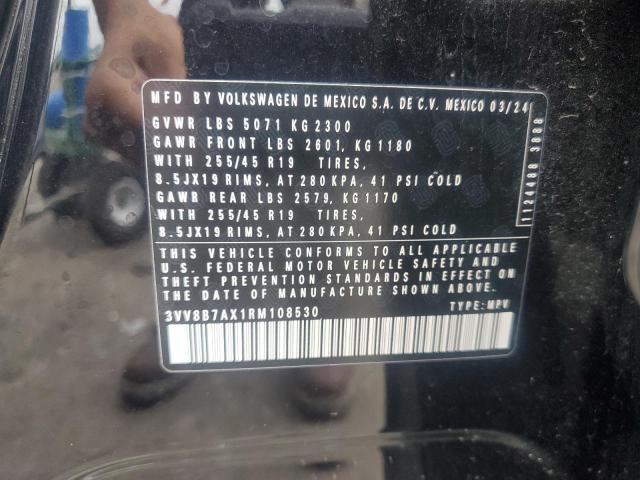 MFD BY VOLKSWAGEN DE MEXICO S.A. DE C.V. MEXICO 03/24
GVWR LBS 5071 KG 2300
GAWR FRONT LBS 2601, KG 1180
WITH 255/45 R19 TIRES,
8.5JX19 RIMS, AT 280 KPA, 41 PSI COLD
GAWR REAR LBS 2579, KG 1170
WITH 255/45 R19 TIRES,
8.5JX19 RIMS, AT 280 KPA, 41 PSI COLD
THIS VEHICLE CONFORMS TO ALL APPLICABLE
U.S. FEDERAL MOTOR VEHICLE SAFETY AND
THEFT PREVENTION STANDARDS IN EFFECT ON
THE DATE OF MANUFACTURE SHOWN ABOVE.
3VV8B7AX1RM108530 TYPE: MPV
1124488 3888